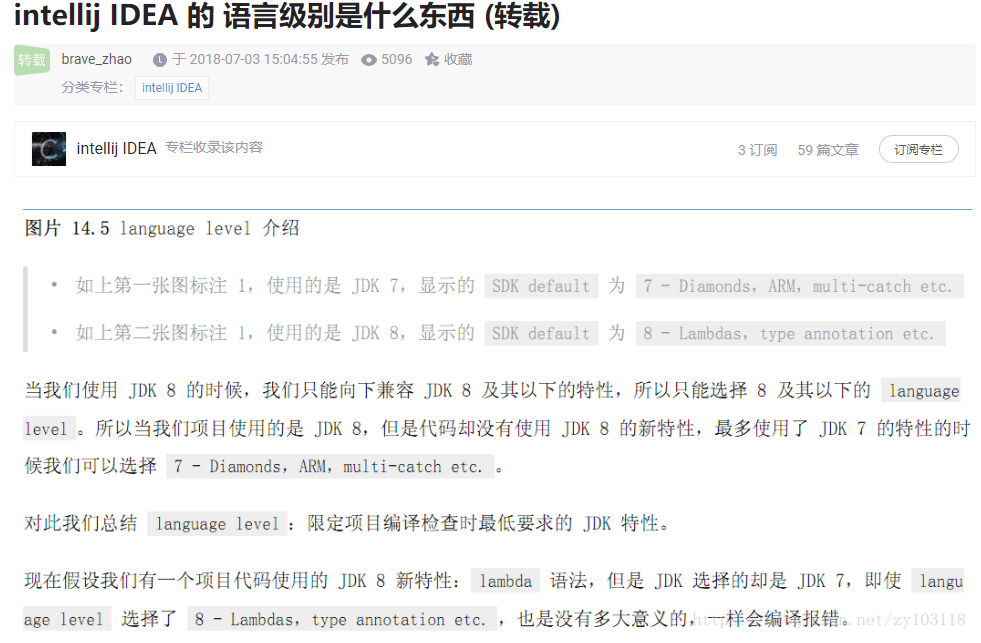 intellij IDEA 的 语言级别是什么东西 (转载)
转载 brave_zhao 于 2018-07-03 15:04:55 发布 5096 收藏
分类专栏： intellij IDEA
intellij IDEA 专栏收录该内容 3 订阅 59 篇文章 订阅专栏
图片 14.5 language level 介绍
• 如上第一张图标注 1，使用的是 JDK 7，显示的 SDK default 为 7 - Diamonds，ARM，multi-catch etc.
• 如上第二张图标注 1，使用的是 JDK 8，显示的 SDK default 为 8 - Lambdas，type annotation etc.
当我们使用 JDK 8 的时候，我们只能向下兼容 JDK 8 及其以下的特性，所以只能选择 8 及其以下的 language
level 。所以当我们项目使用的是 JDK 8，但是代码却没有使用 JDK 8 的新特性，最多使用了 JDK 7 的特性的时
候我们可以选择 7 - Diamonds，ARM，multi-catch etc. 。
对此我们总结 language level ：限定项目编译检查时最低要求的 JDK 特性。
现在假设我们有一个项目代码使用的 JDK 8 新特性： lambda 语法，但是 JDK 选择的却是 JDK 7，即使 langu
age level 选择了 8 - Lambdas，type annotation etc. ，也是没有多大意义的，一样会编译报错。